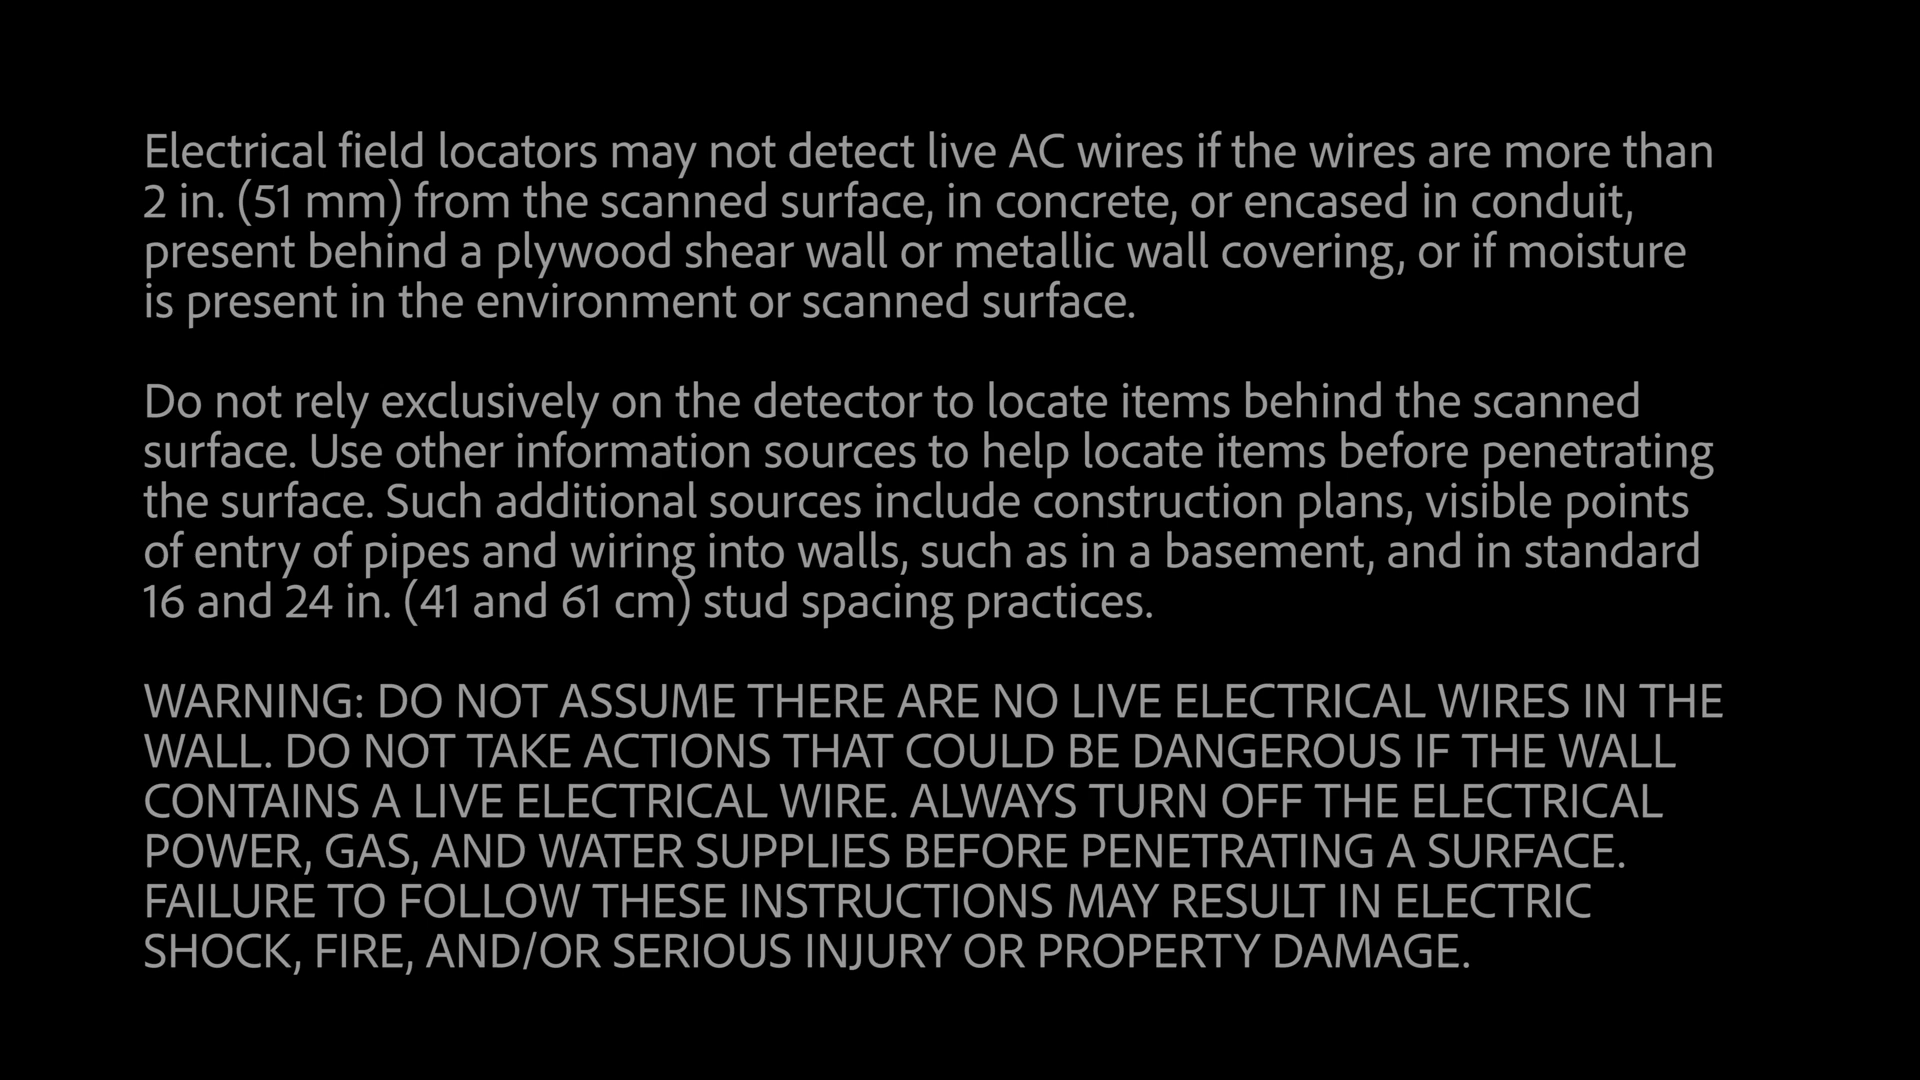 Electrical field locators may not detect live AC wires if the wires are more than
2 in. (51 mm) from the scanned surface, in concrete, or encased in conduit,
present behind a plywood shear wall or metallic wall covering, or if moisture
is present in the environment or scanned surface.
Do not rely exclusively on the detector to locate items behind the scanned
surface. Use other information sources to help locate items before penetrating
the surface. Such additional sources include construction plans, visible points
of entry of pipes and wiring into walls, such as in a basement, and in standard
16 and 24 in. (41 and 61 cm) stud spacing practices.
WARNING: DO NOT ASSUME THERE ARE NO LIVE ELECTRICAL WIRES IN THE
WALL. DO NOT TAKE ACTIONS THAT COULD BE DANGEROUS IF THE WALL
CONTAINS A LIVE ELECTRICAL WIRE. ALWAYS TURN OFF THE ELECTRICAL
POWER, GAS, AND WATER SUPPLIES BEFORE PENETRATING A SURFACE.
FAILURE TO FOLLOW THESE INSTRUCTIONS MAY RESULT IN ELECTRIC
SHOCK, FIRE, AND/OR SERIOUS INJURY OR PROPERTY DAMAGE.